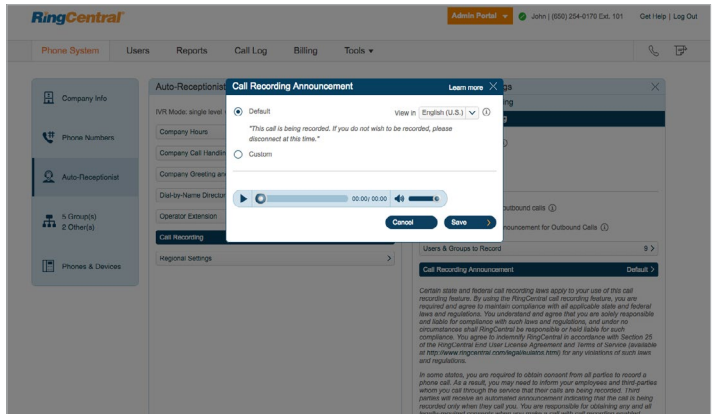 RingCentral
Admin Portal
John | (650) 254-0170 Ext. 101
Get Help | Log Out
Phone System
Users
Reports
Call Log
Billing
Tools
Company Info
Phone Numbers
Auto-Receptionist
5 Group(s)
2 Other(s)
Phones & Devices
Auto-Receptionist
IVR Mode: single level
Company Hours
Company Call Handlin
Company Greeting an
Dial-by-Name Director
Operator Extension
Call Recording
Regional Settings
Call Recording Announcement
Learn more
Default
View in English (U.S.)
"This call is being recorded. If you do not wish to be recorded, please
disconnect at this time."
Custom
00:00/ 00:00
Cancel
Save
gs
ng
g
outbound calls
nouncement for Outbound Calls
Users & Groups to Record
9
Call Recording Announcement
Default
Certain state and federal call recording laws apply to your use of this call
recording feature. By using the RingCentral call recording feature, you are
required and agree to maintain compliance with all applicable state and federal
laws and regulations. You understand and agree that you are solely responsible
and liable for compliance with such laws and regulations, and under no
circumstances shall RingCentral be responsible or held liable for such
compliance. You agree to indemnify RingCentral in accordance with Section 25
of the RingCentral End User License Agreement and Terms of Service (available
at http://www.ringcentral.com/legal/eulatos.html) for any violations of such laws
and regulations.
In some states, you are required to obtain consent from all parties to record a
phone call. As a result, you may need to inform your employees and third-parties
whom you call through the service that their calls are being recorded. Third
parties will receive an automated announcement indicating that the call is being
recorded only when they call you. You are responsible for obtaining any and all